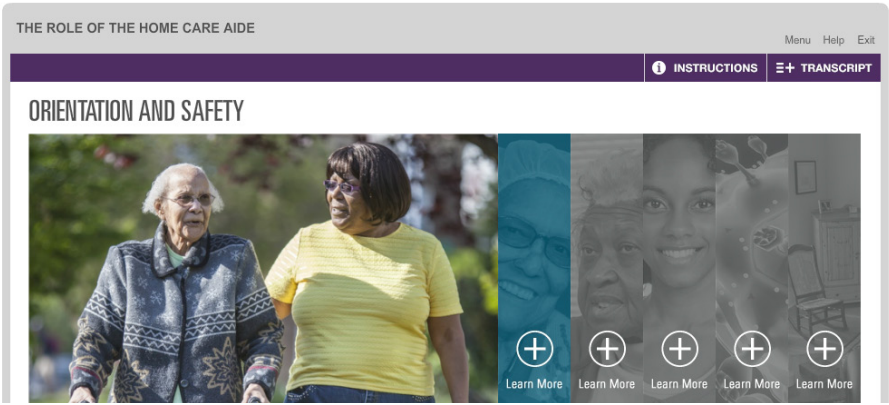 THE ROLE OF THE HOME CARE AIDE
Menu Help Exit
INSTRUCTIONS TRANSCRIPT
ORIENTATION AND SAFETY
Learn More Learn More Learn More Learn More Learn More